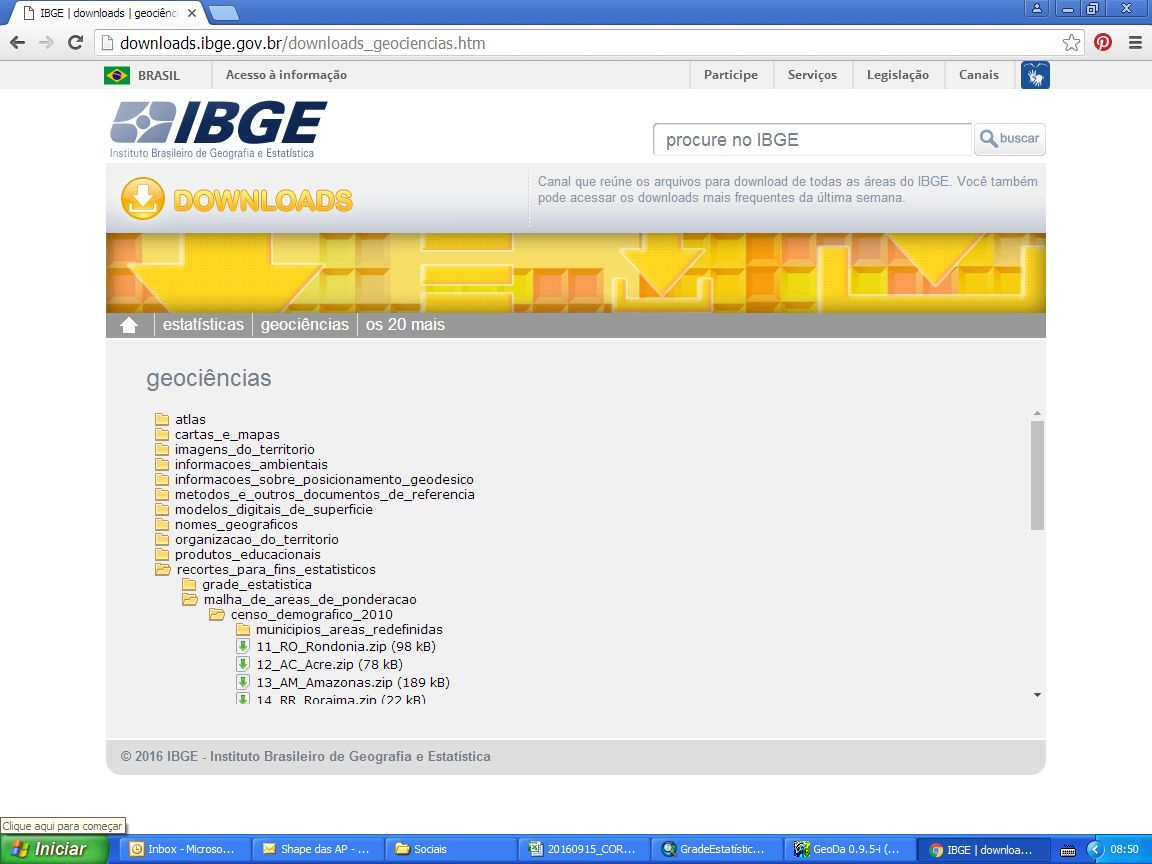 IBGE | downloads | geociênc
downloads.ibge.gov.br/downloads_geociencias.htm
BRASIL
Acesso à informação
Participe
Serviços
Legislação
Canais
IBGE
Instituto Brasileiro de Geografia e Estatística
procure no IBGE
buscar
DOWNLOADS
Canal que reúne os arquivos para download de todas as áreas do IBGE. Você também
pode acessar os downloads mais frequentes da última semana.
estatísticas
geociências
os 20 mais
geociências
atlas
cartas_e_mapas
imagens_do_territorio
informacoes_ambientais
informacoes_sobre_posicionamento_geodesico
metodos_e_outros_documentos_de_referencia
modelos_digitais_de_superficie
nomes_geograficos
organizacao_do_territorio
produtos_educacionais
recortes_para_fins_estatisticos
grade_estatistica
malha_de_areas_de_ponderacao
censo_demografico_2010
municipios_areas_redefinidas
11_RO_Rondonia.zip (98 kB)
12_AC_Acre.zip (78 kB)
13_AM_Amazonas.zip (189 kB)
14_RR_Roraima.zip (22 kB)
© 2016 IBGE - Instituto Brasileiro de Geografia e Estatística
Clique aqui para começar
Iniciar
Inbox - Microso...
Shape das AP - ...
Sociais
20160915_COR...
GradeEstatístic...
GeoDa 0.9.5-i (...
IBGE | downloa...
08:50